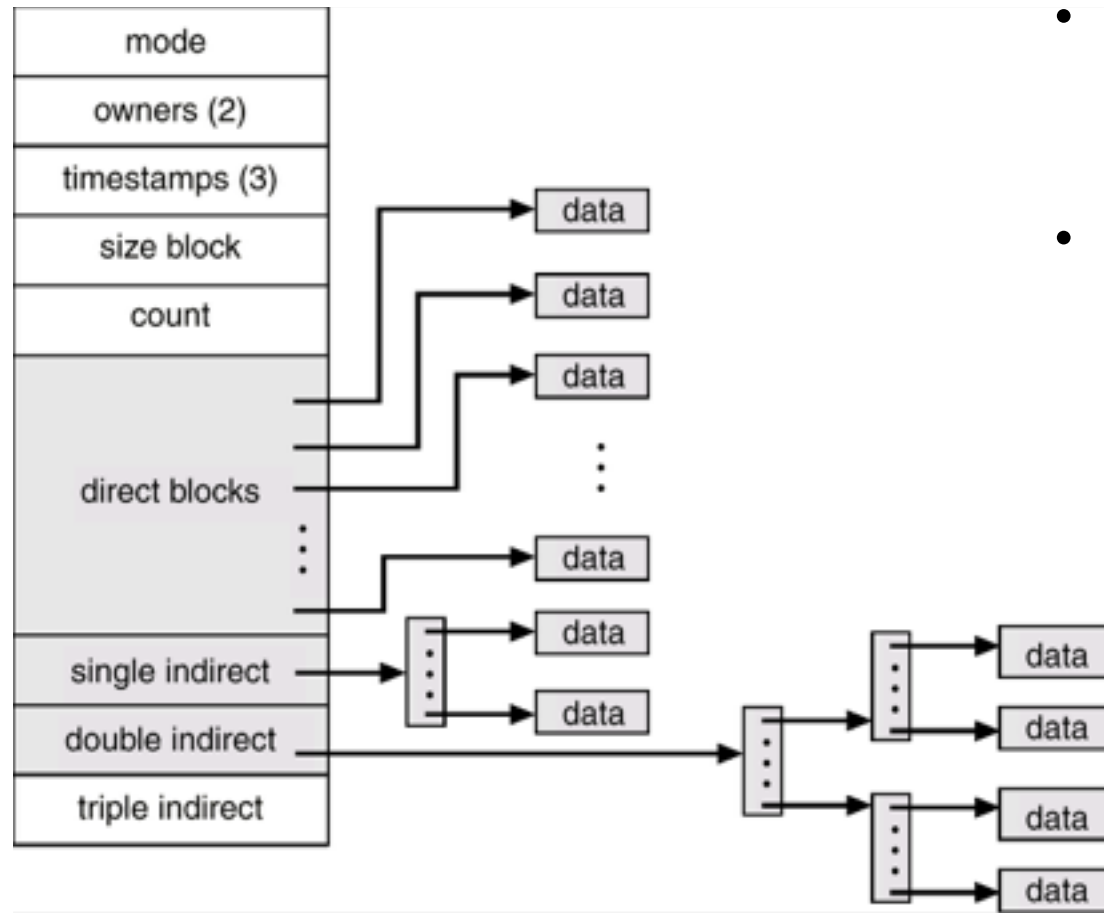 mode
owners (2)
timestamps (3)
size block
count
direct blocks
single indirect
double indirect
triple indirect
data
data
data
data
data
data
data
data
data
data